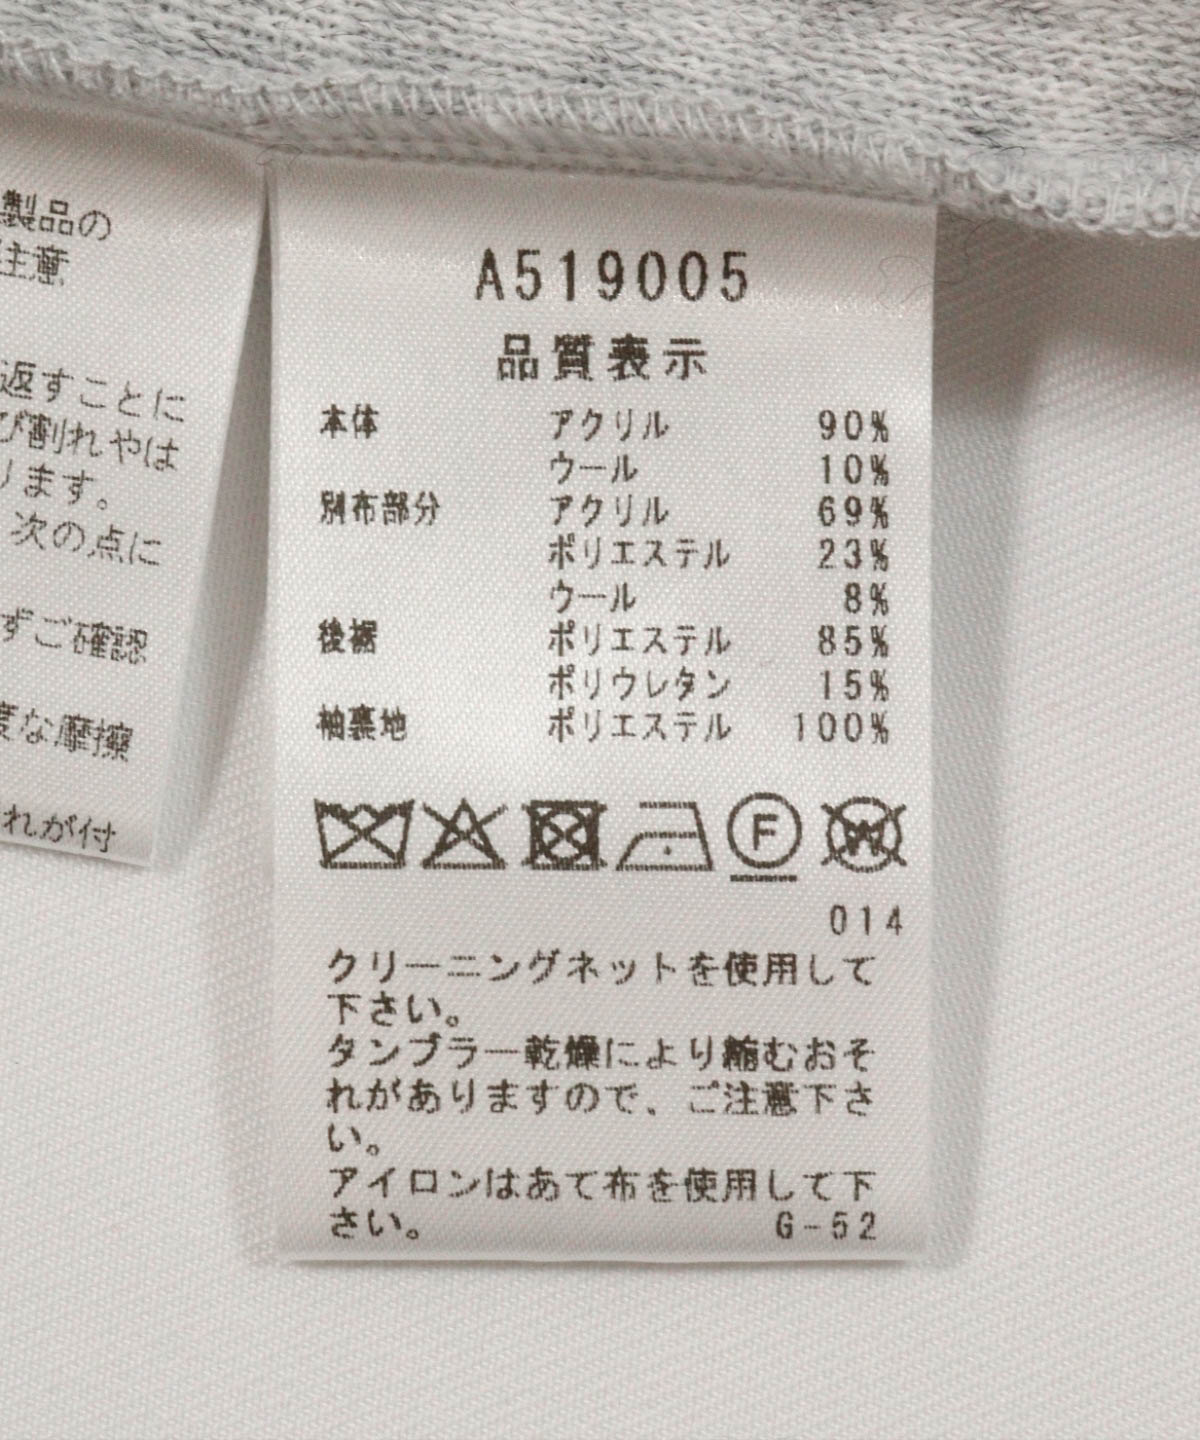 製品の
注意
返すことに
び割れやは
ります。
次の点に
ずご確認
度な摩擦
れが付
A519005
品質表示
本体 アクリル 90%
ウール 10%
別布部分 アクリル 69%
ポリエステル 23%
ウール 8%
後裾 ポリエステル 85%
ポリウレタン 15%
袖裏地 ポリエステル 100%
F W
014
クリーニングネットを使用して
下さい。
タンブラー乾燥により縮むおそ
れがありますので、ご注意下さ
い。
アイロンはあて布を使用して下
さい。 G-52